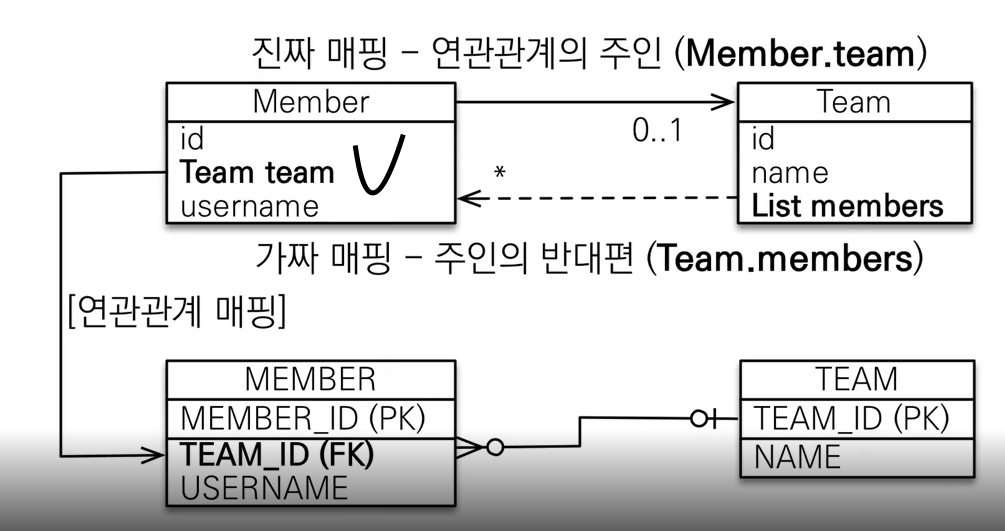 진짜 매핑 - 연관관계의 주인 (Member.team)
Member
id
Team team
username
0..1
*
Team
id
name
List members
가짜 매핑 - 주인의 반대편 (Team.members)
[연관관계 매핑]
MEMBER
MEMBER_ID (PK)
TEAM_ID (FK)
USERNAME
TEAM
TEAM_ID (PK)
NAME